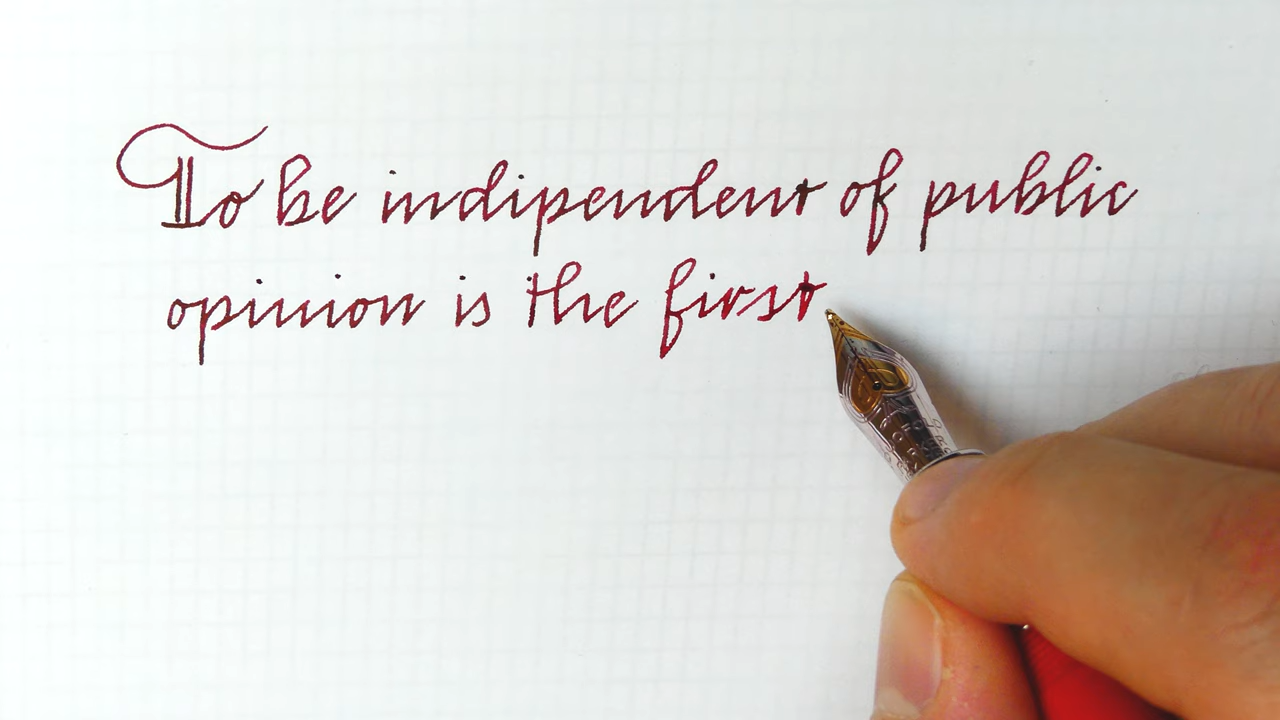 To be indipendent of public
opinion is the first